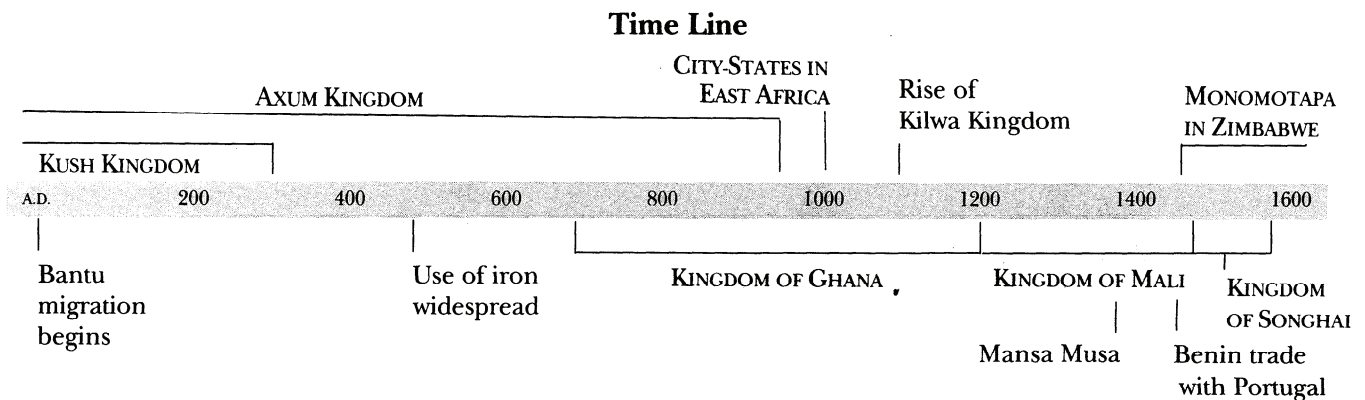 Time Line
CITY-STATES IN
EAST AFRICA
AXUM KINGDOM
Rise of
Kilwa Kingdom
MONOMOTAPA
IN ZIMBABWE
KUSH KINGDOM
A.D. 200 400 600 800 1000 1200 1400 1600
Bantu
migration
begins
Use of iron
widespread
KINGDOM OF GHANA
KINGDOM OF MALI
KINGDOM
OF SONGHAI
Mansa Musa
Benin trade
with Portugal